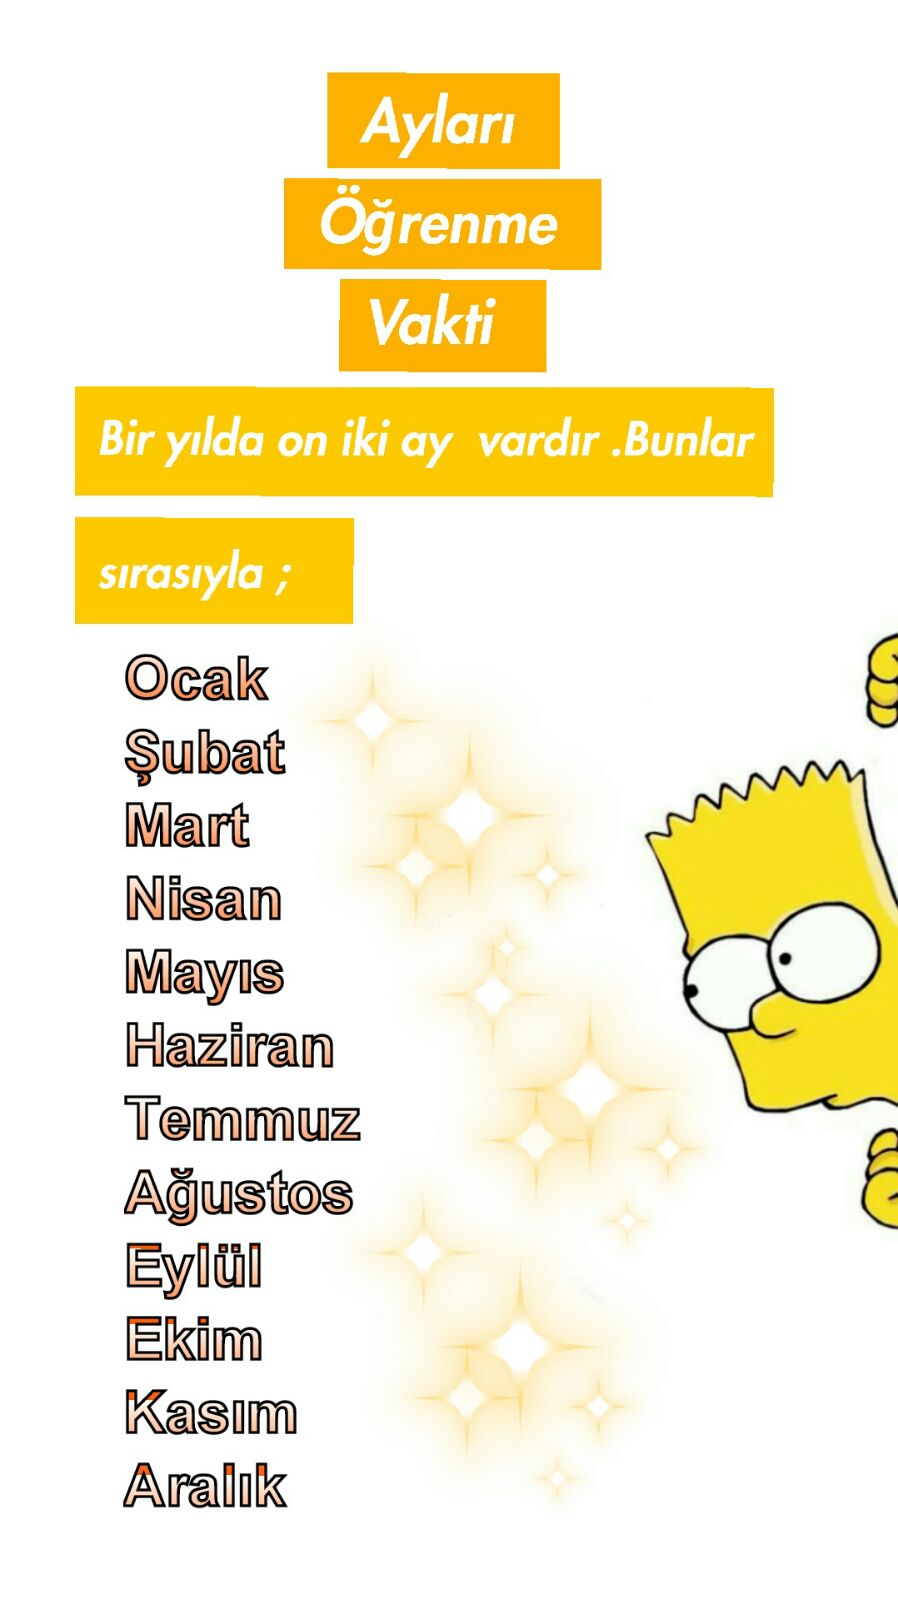 Ayları
Öğrenme
Vakti
Bir yılda on iki ay  vardır .Bunlar
sırasıyla ;
Ocak
Şubat
Mart
Nisan
Mayıs
Haziran
Temmuz
Ağustos
Eylül
Ekim
Kasım
Aralık